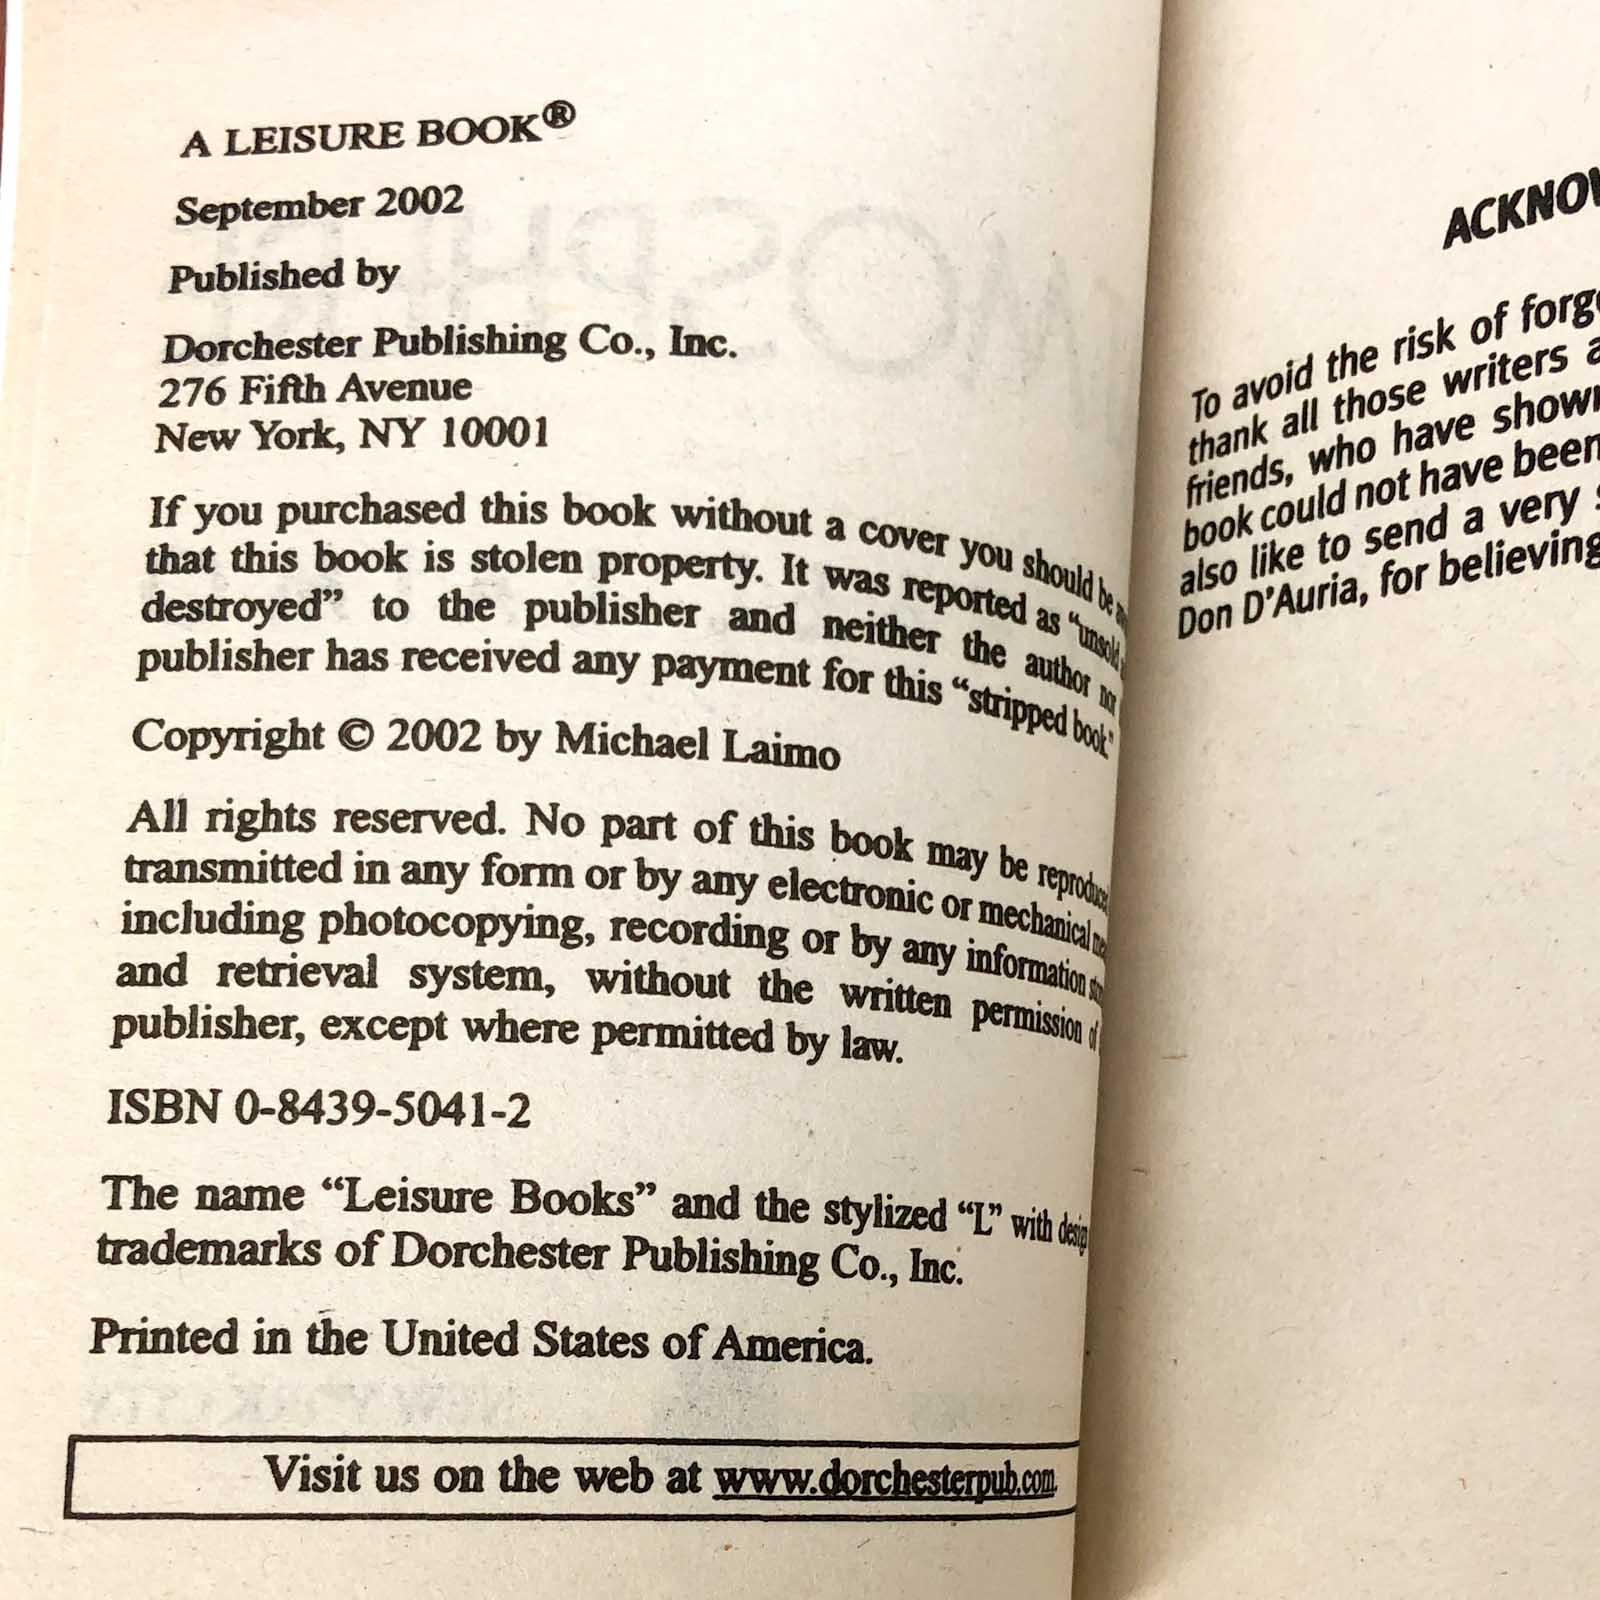 A LEISURE BOOK®
September 2002
Published by
Dorchester Publishing Co., Inc.
276 Fifth Avenue
New York, NY 10001
If you purchased this book without a cover you should be
that this book is stolen property. It was reported as “unsold
destroyed” to the publisher and neither the author nor
publisher has received any payment for this “stripped book”
Copyright © 2002 by Michael Laimo
All rights reserved. No part of this book may be reproduc
transmitted in any form or by any electronic or mechanical
including photocopying, recording or by any information
and retrieval system, without the written permission of
publisher, except where permitted by law.
ISBN 0-8439-5041-2
The name “Leisure Books” and the stylized “L” with design
trademarks of Dorchester Publishing Co., Inc.
Printed in the United States of America.
Visit us on the web at www.dorchesterpub.com.
ACKNOW
To avoid the risk of forge
thank all those writers a
friends, who have shown
book could not have been
also like to send a very s
Don D’Auria, for believing